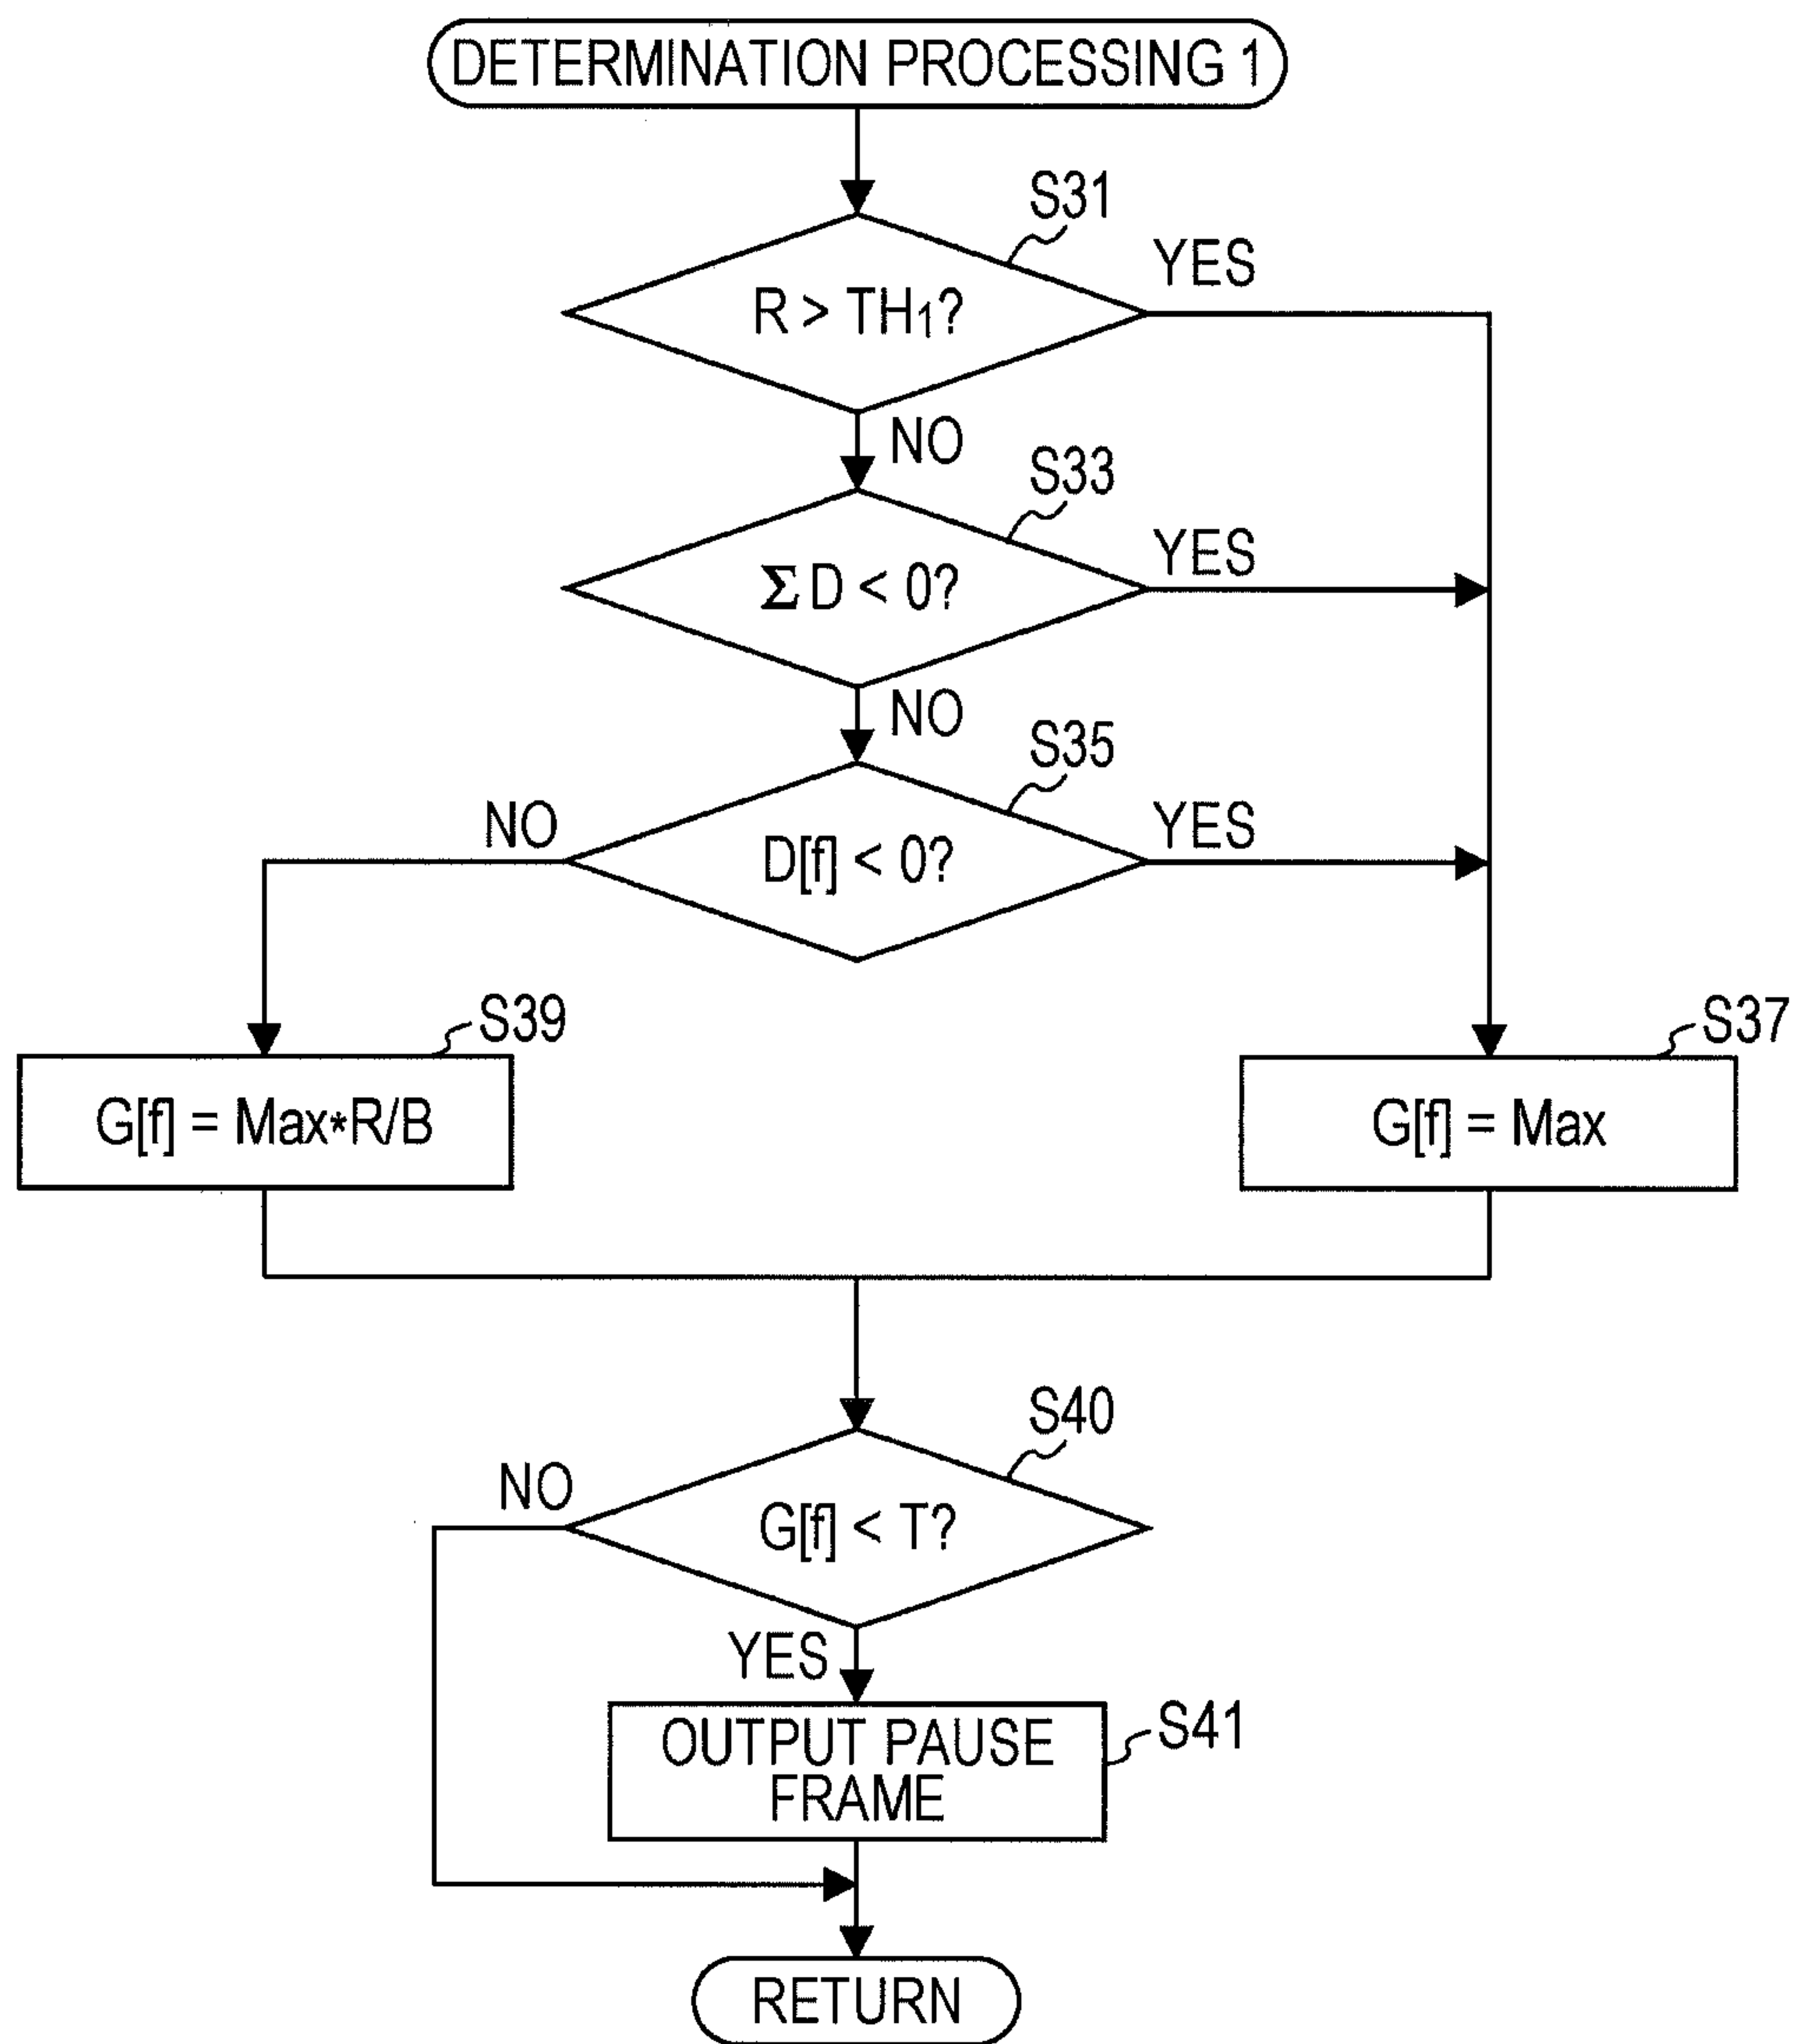 DETERMINATION PROCESSING 1
S31
R > TH1?
YES
NO
S33
ΣD < 0?
YES
NO
S35
D[f] < 0?
NO
YES
S39
G[f] = Max*R/B
S37
G[f] = Max
S40
G[f] < T?
NO
YES
OUTPUT PAUSE
FRAME
S41
RETURN